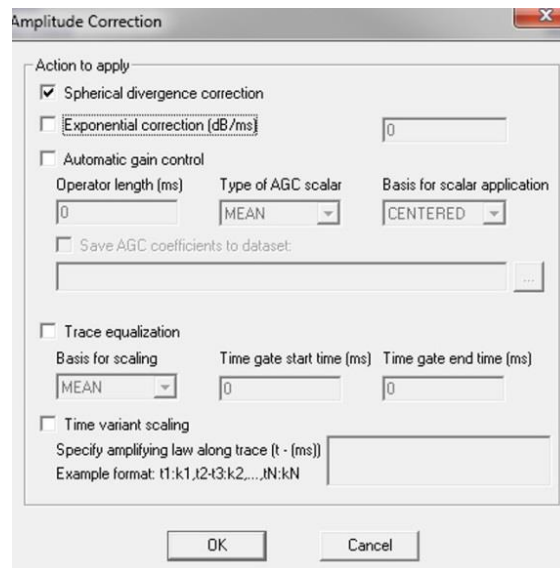 Amplitude Correction
Action to apply
Spherical divergence correction
Exponential correction (dB/ms)
0
Automatic gain control
Operator length (ms) Type of AGC scalar Basis for scalar application
0 MEAN CENTERED
Save AGC coefficients to dataset:
...
Trace equalization
Basis for scaling Time gate start time (ms) Time gate end time (ms)
MEAN 0 0
Time variant scaling
Specify amplifying law along trace (t - (ms))
Example format: t1:k1,t2-t3:k2,...,tN:kN
OK Cancel